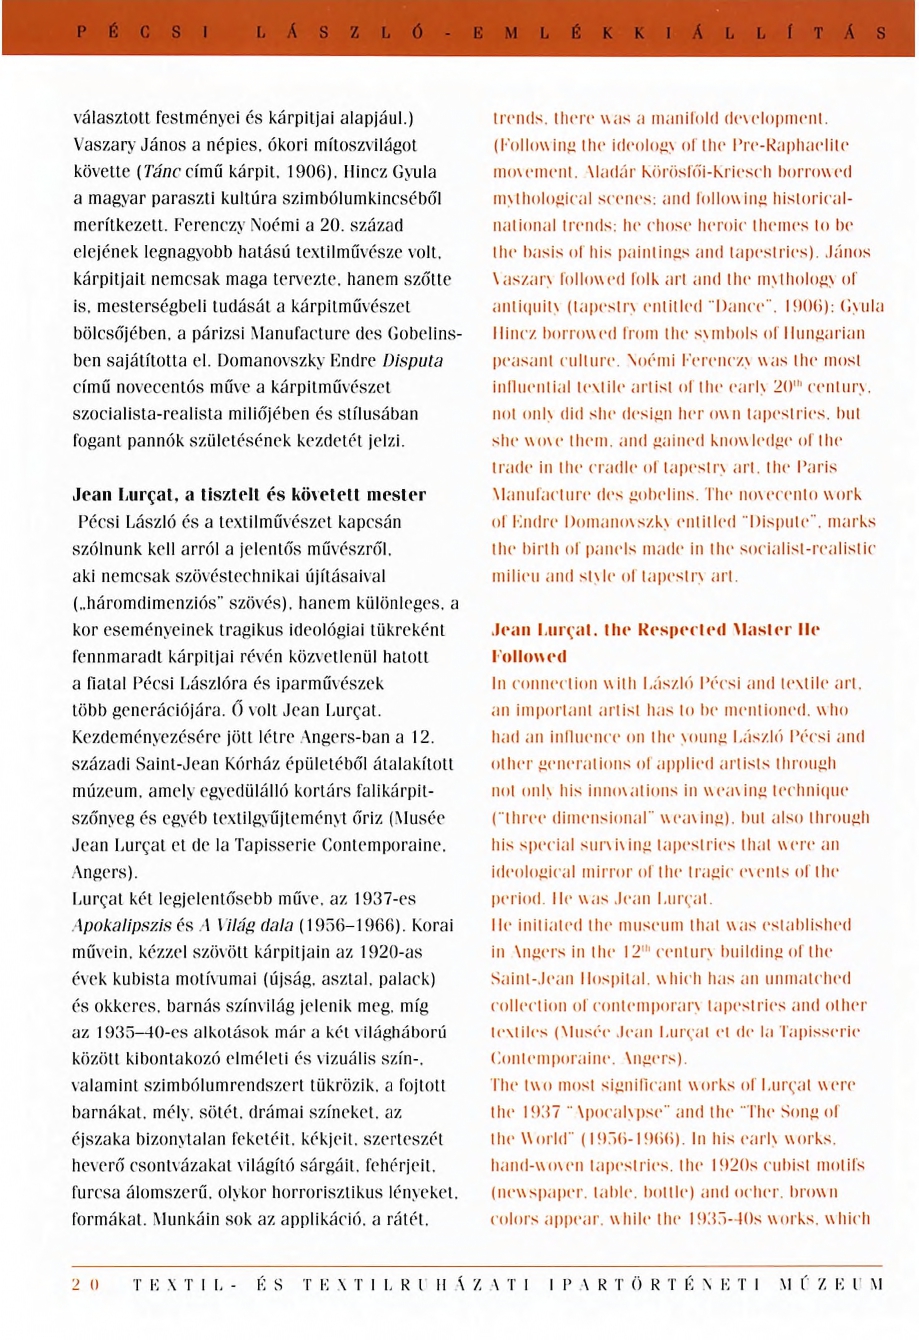 PÉCSI LÁSZLÓ-EMLÉKKIÁLLÍTÁS
választott festményei és kárpitjai alapjául.)
Vaszary János a népies, ókori mítoszvilágot
követte (Tánc című kárpit, 1906), Hincz Gyula
a magyar paraszti kultúra szimbólumkincséből
merítkezett. Ferenczy Noémi a 20. század
elejének legnagyobb hatású textilművésze volt,
kárpitjait nemcsak maga tervezte, hanem szőtte
is, mesterségbeli tudását a kárpitművészet
bölcsőjében, a párizsi Manufacture des Gobelins-
ben sajátította el. Domanovszky Endre Disputa
című novecentós műve a kárpitművészet
szocialista-realista miliőjében és stílusában
fogant pannók születésének kezdetét jelzi.
Jean Lurçat, a tisztelt és követett mester
Pécsi László és a textilművészet kapcsán
szólnunk kell arról a jelentős művészről,
aki nemcsak szövéstechnikai újításaival
(„háromdimenziós" szövés), hanem különleges, a
kor eseményeinek tragikus ideológiai tükreként
fennmaradt kárpitjai révén közvetlenül hatott
a fiatal Pécsi Lászlóra és iparművészek
több generációjára. Ő volt Jean Lurçat.
Kezdeményezésére jött létre Angers-ban a 12.
századi Saint-Jean Kórház épületéből átalakított
múzeum, amely egyedülálló kortárs falikárpit-
szőnyeg és egyéb textilgyűjteményt őriz (Musée
Jean Lurçat et de la Tapisserie Contemporaine,
Angers).
Lurçat két legjelentősebb műve, az 1937-es
Apokalipszis és A Világ dala (1956–1966). Korai
művein, kézzel szövött kárpitjain az 1920-as
évek kubista motívumai (újság, asztal, palack)
és okkeres, barnás színvilág jelenik meg, míg
az 1935–40-es alkotások már a két világháború
között kibontakozó elméleti és vizuális szín-,
valamint szimbólumrendszert tükrözik, a fojtott
barnákat, mély, sötét, drámai színeket, az
éjszaka bizonytalan feketéit, kékjeit, szerteszét
heverő csontvázakat világító sárgáit, fehérjeit,
furcsa álomszerű, olykor horrorisztikus lényeket,
formákat. Munkáin sok az applikáció, a rátét,
trends, there was a manifold development.
(Following the ideology of the Pre-Raphaelite
movement, Aladár Körösfői-Kriesch borrowed
mythological scenes; and following historical-
national trends; he chose heroic themes to be
the basis of his paintings and tapestries). János
Vaszary followed folk art and the mythology of
antiquity (tapestry entitled "Dance", 1906); Gyula
Hincz borrowed from the symbols of Hungarian
peasant culture. Noémi Ferenczy was the most
influential textile artist of the early 20th century,
not only did she design her own tapestries, but
she wove them, and gained knowledge of the
trade in the cradle of tapestry art, the Paris
Manufacture des gobelins. The novecento work
of Endre Domanovszky entitled "Dispute", marks
the birth of panels made in the socialist-realistic
milieu and style of tapestry art.
Jean Lurçat, the Respected Master He
Followed
In connection with László Pécsi and textile art,
an important artist has to be mentioned, who
had an influence on the young László Pécsi and
other generations of applied artists through
not only his innovations in weaving technique
("three dimensional" weaving), but also through
his special surviving tapestries that were an
ideological mirror of the tragic events of the
period. He was Jean Lurçat.
He initiated the museum that was established
in Angers in the 12th century building of the
Saint-Jean Hospital, which has an unmatched
collection of contemporary tapestries and other
textiles (Musée Jean Lurçat et de la Tapisserie
Contemporaine, Angers).
The two most significant works of Lurçat were
the 1937 "Apocalypse" and the "The Song of
the World" (1956-1966). In his early works,
hand-woven tapestries, the 1920s cubist motifs
(newspaper, table, bottle) and ocher, brown
colors appear, while the 1935-40s works, which
20 TEXTIL- ÉS TEXTILRUHÁZATI IPARTÖRTÉNETI MÚZEUM